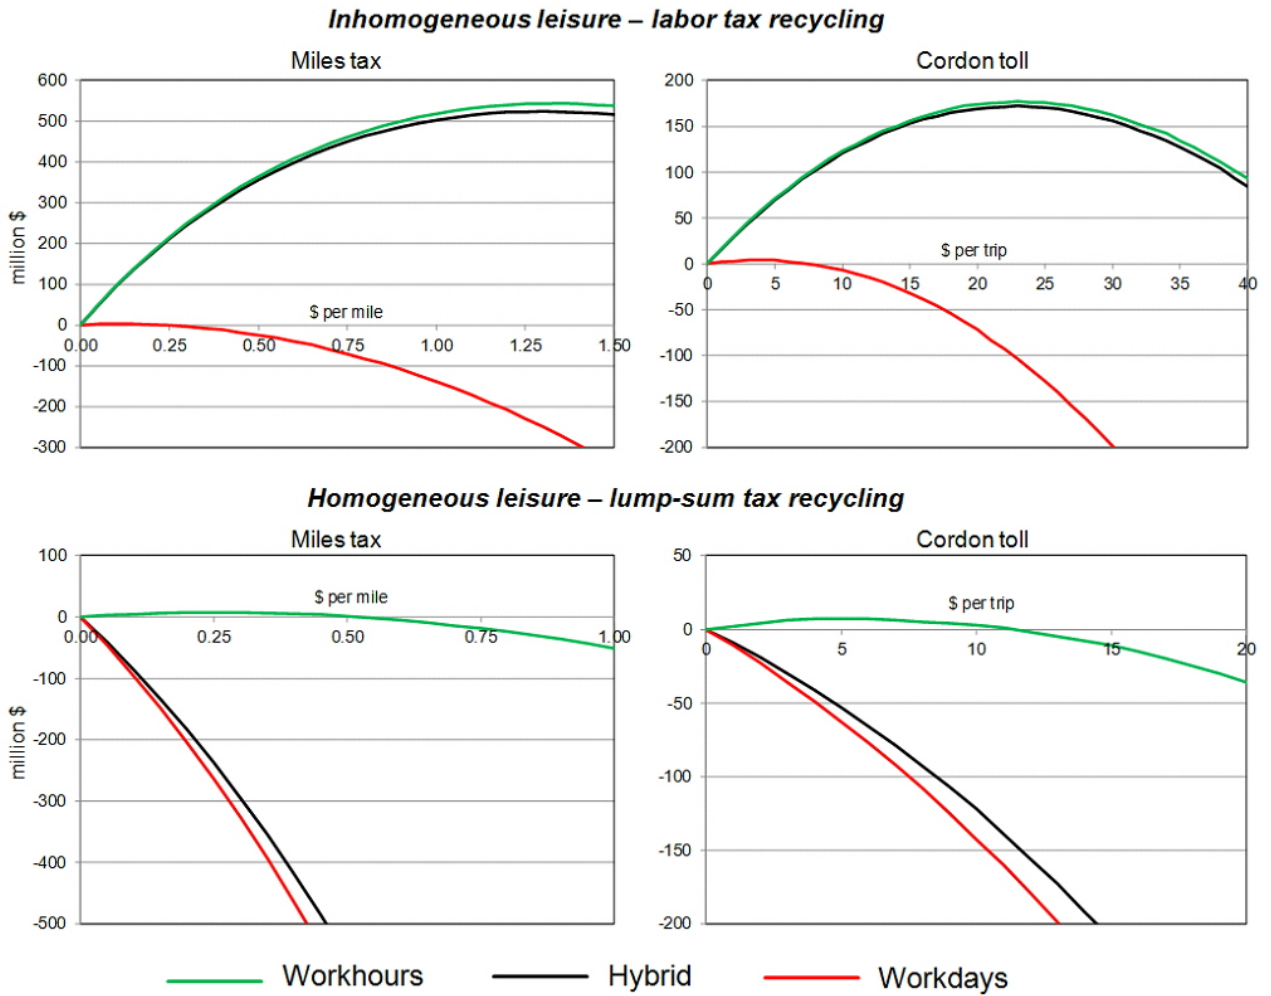 Inhomogeneous leisure – labor tax recycling
Miles tax
600
500
400
300
200
100
0
-100
-200
-300
million $
$ per mile
0.00 0.25 0.50 0.75 1.00 1.25 1.50
Cordon toll
200
150
100
50
0
-50
-100
-150
-200
$ per trip
0 5 10 15 20 25 30 35 40
Homogeneous leisure – lump-sum tax recycling
Miles tax
100
0
-100
-200
-300
-400
-500
million $
$ per mile
0.00 0.25 0.50 0.75 1.00
Cordon toll
50
0
-50
-100
-150
-200
$ per trip
0 5 10 15 20
Workhours Hybrid Workdays